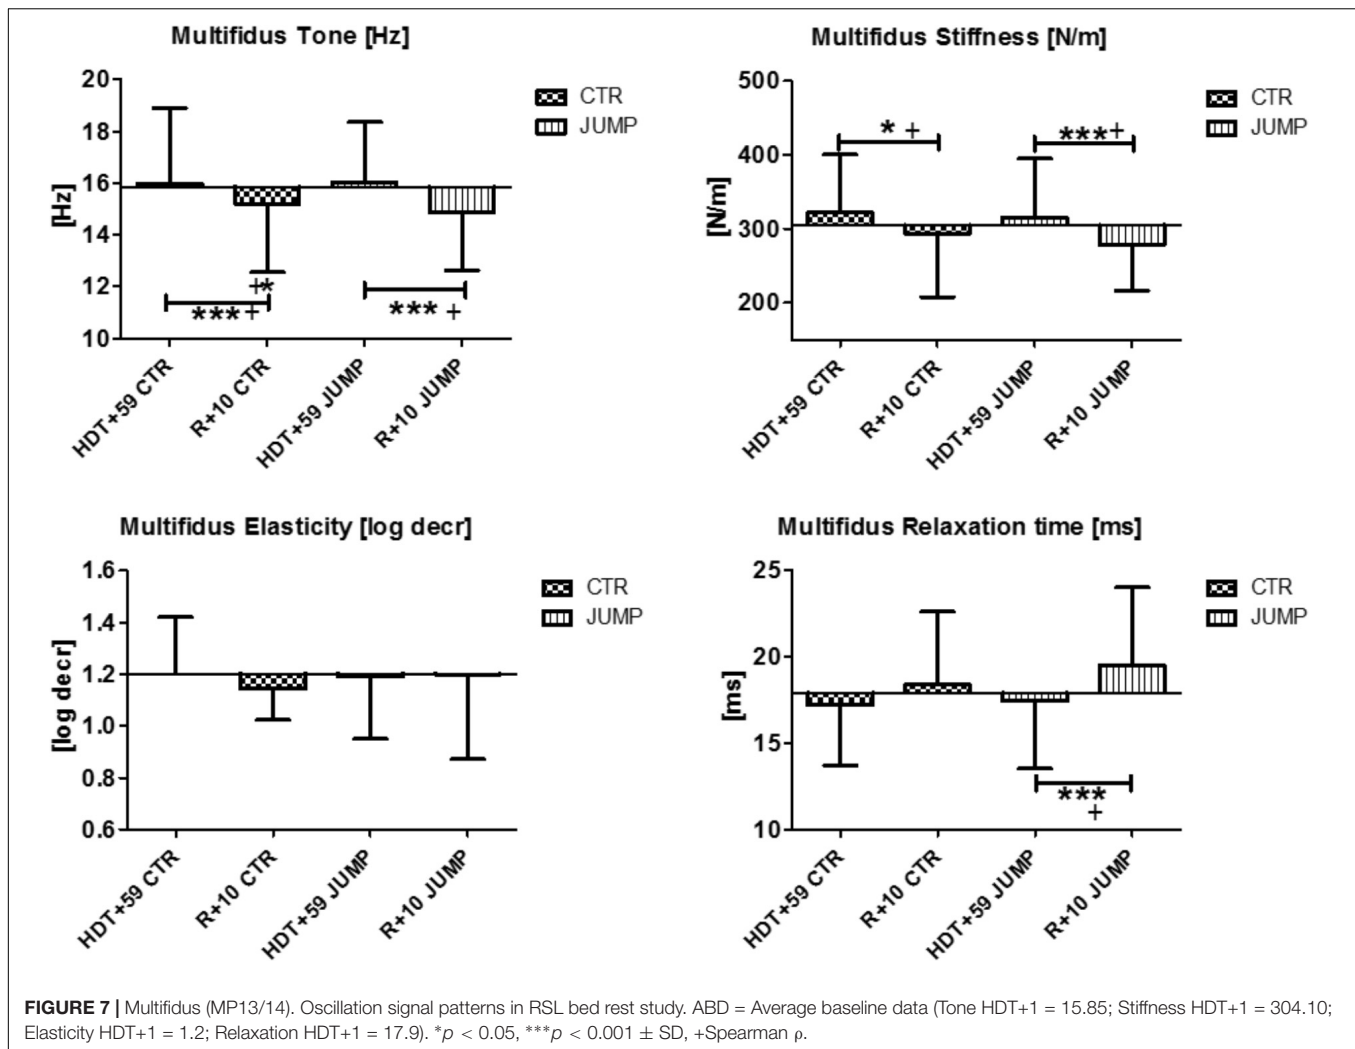 Multifidus Tone [Hz]
20
18
16
14
12
10
[Hz]
CTR
JUMP
+*
***+
*** +
HDT+59 CTR
R+10 CTR
HDT+59 JUMP
R+10 JUMP
Multifidus Stiffness [N/m]
500
400
300
200
[N/m]
CTR
JUMP
* +
***+
HDT+59 CTR
R+10 CTR
HDT+59 JUMP
R+10 JUMP
Multifidus Elasticity [log decr]
1.6
1.4
1.2
1.0
0.8
0.6
[log decr]
CTR
JUMP
HDT+59 CTR
R+10 CTR
HDT+59 JUMP
R+10 JUMP
Multifidus Relaxation time [ms]
25
20
15
10
[ms]
CTR
JUMP
***
+
HDT+59 CTR
R+10 CTR
HDT+59 JUMP
R+10 JUMP
FIGURE 7 | Multifidus (MP13/14). Oscillation signal patterns in RSL bed rest study. ABD = Average baseline data (Tone HDT+1 = 15.85; Stiffness HDT+1 = 304.10;
Elasticity HDT+1 = 1.2; Relaxation HDT+1 = 17.9). *p < 0.05, ***p < 0.001 ± SD, +Spearman ρ.